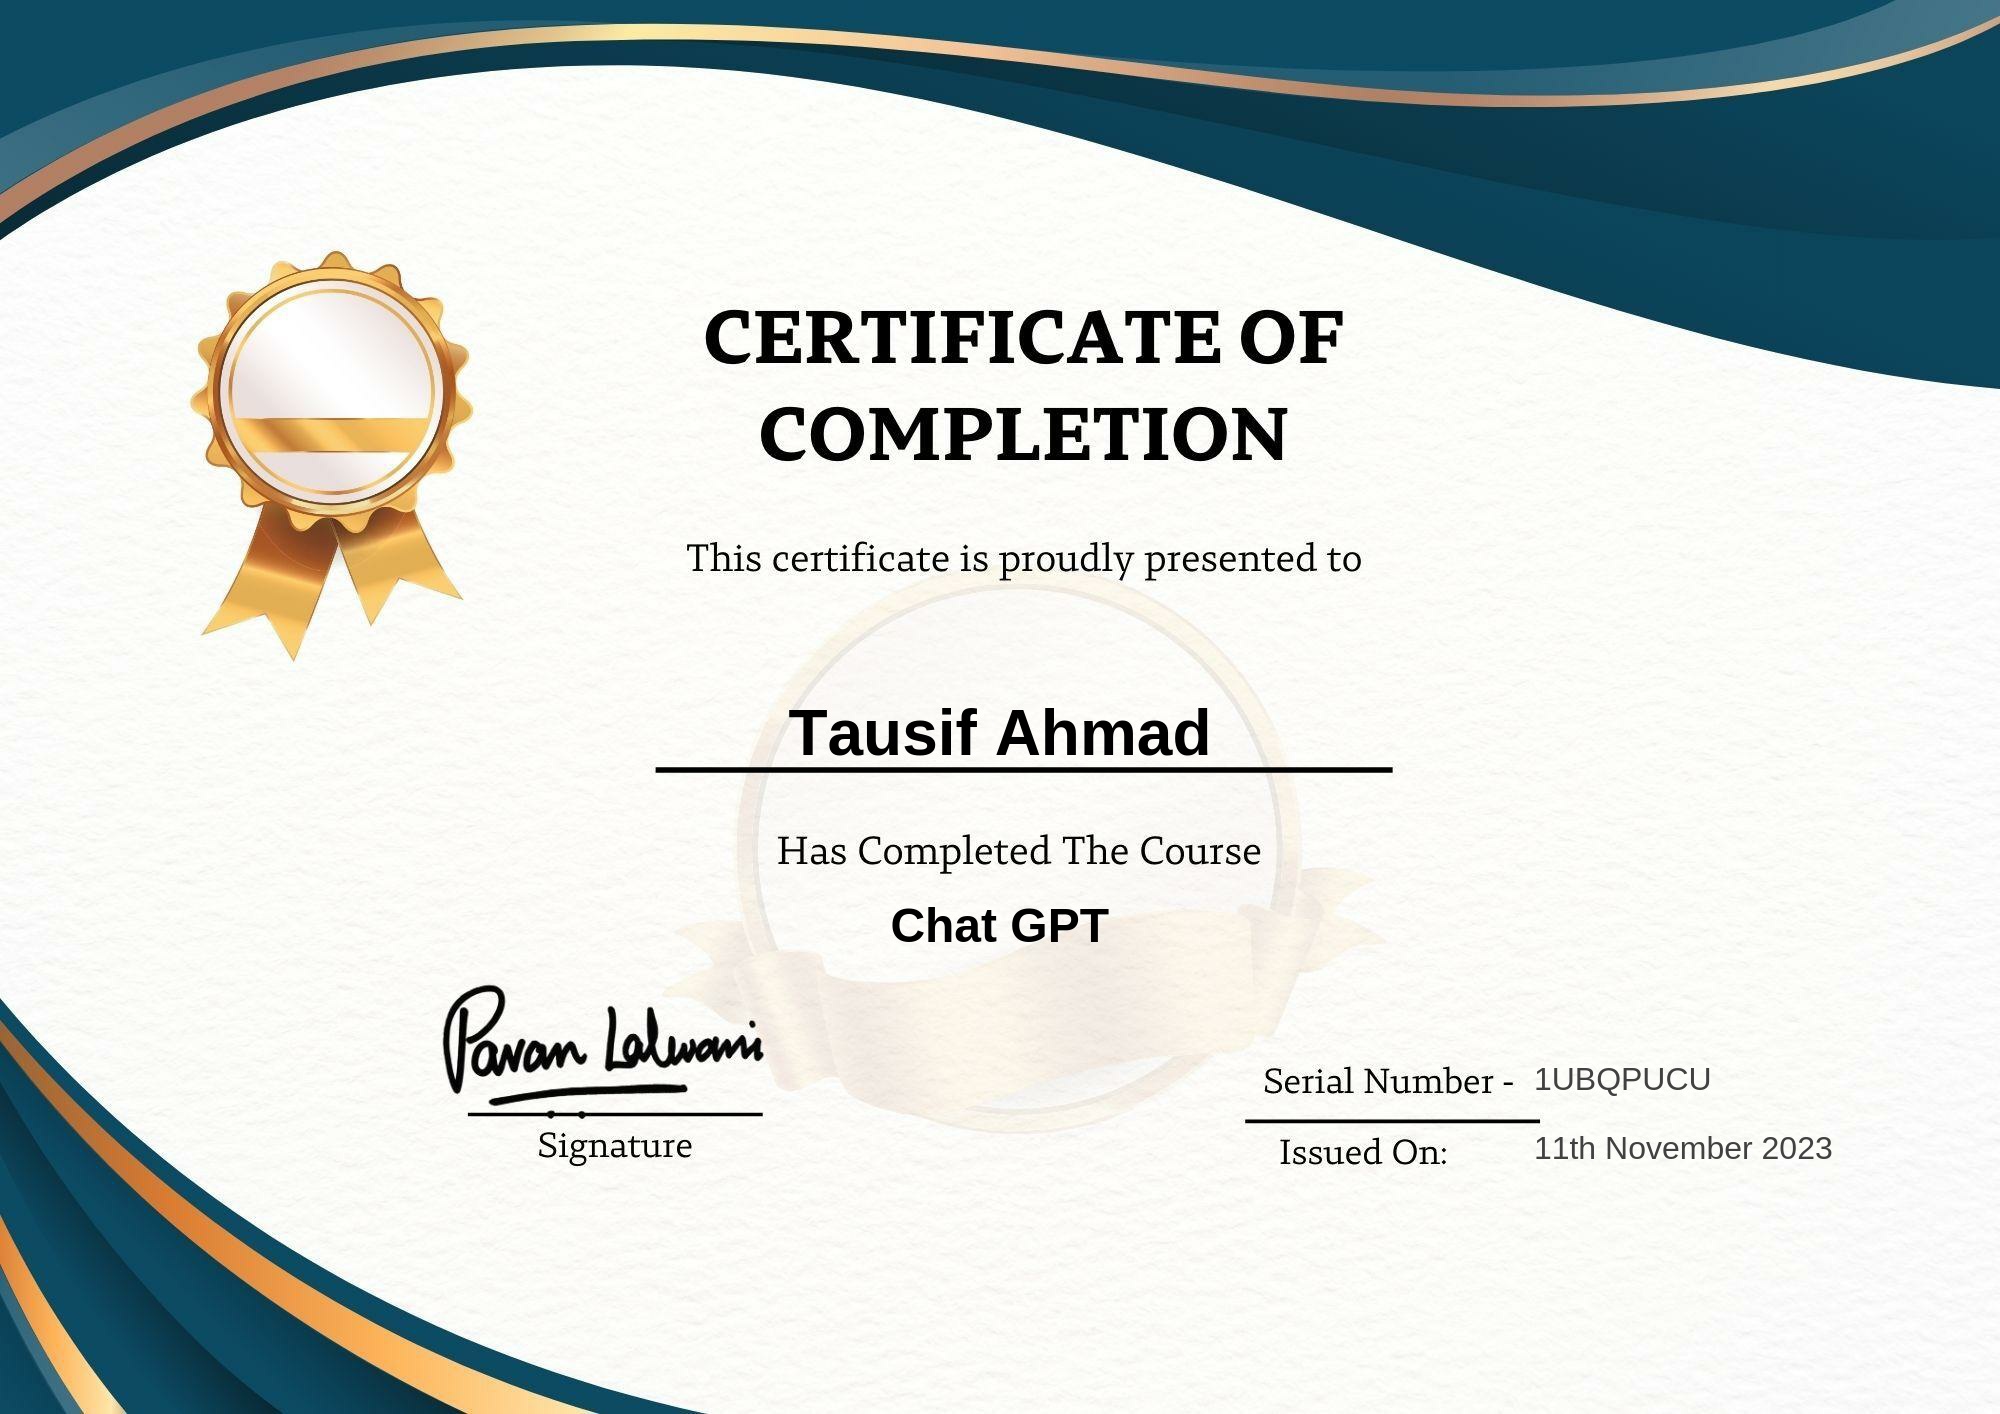 CERTIFICATE OF
COMPLETION
This certificate is proudly presented to
Tausif Ahmad
Has Completed The Course
Chat GPT
Pavan Lalwani
Signature
Serial Number - 1UBQPUCU
Issued On: 11th November 2023